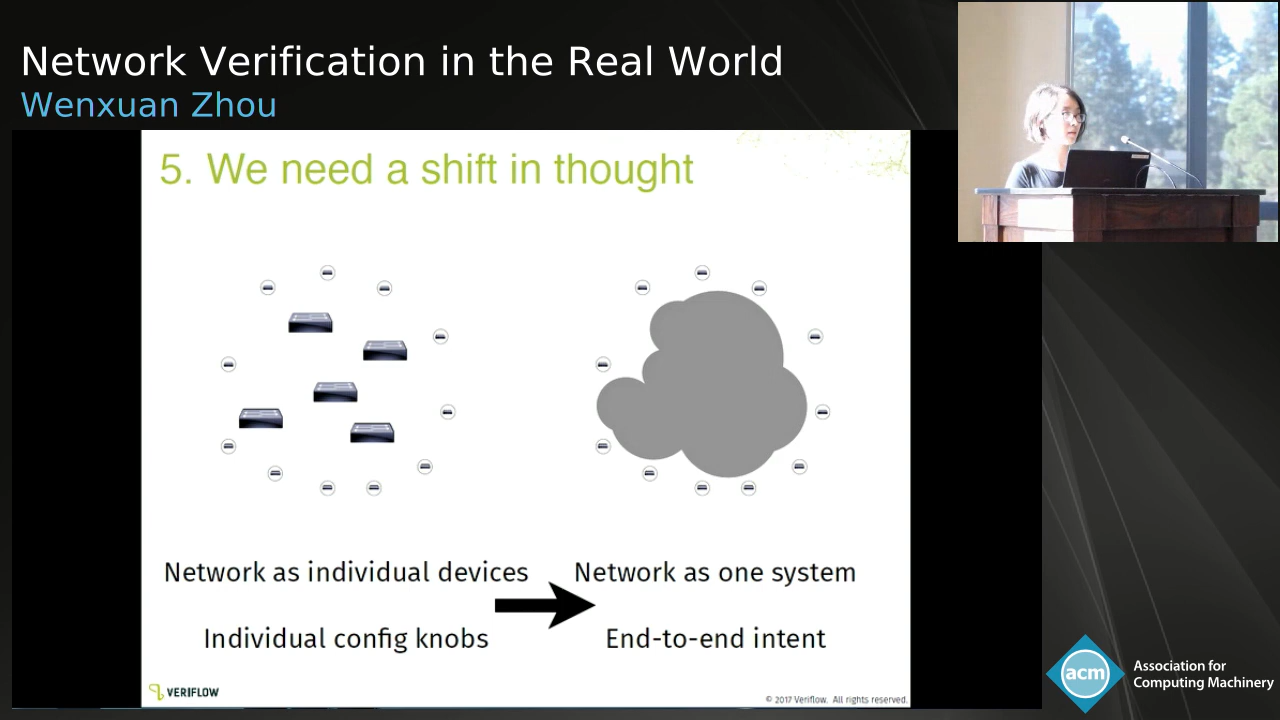 Network Verification in the Real World
Wenxuan Zhou
5. We need a shift in thought
Network as individual devices
Network as one system
Individual config knobs
End-to-end intent
VERIFLOW
© 2017 Veriflow. All rights reserved.
acm
Association for
Computing Machinery